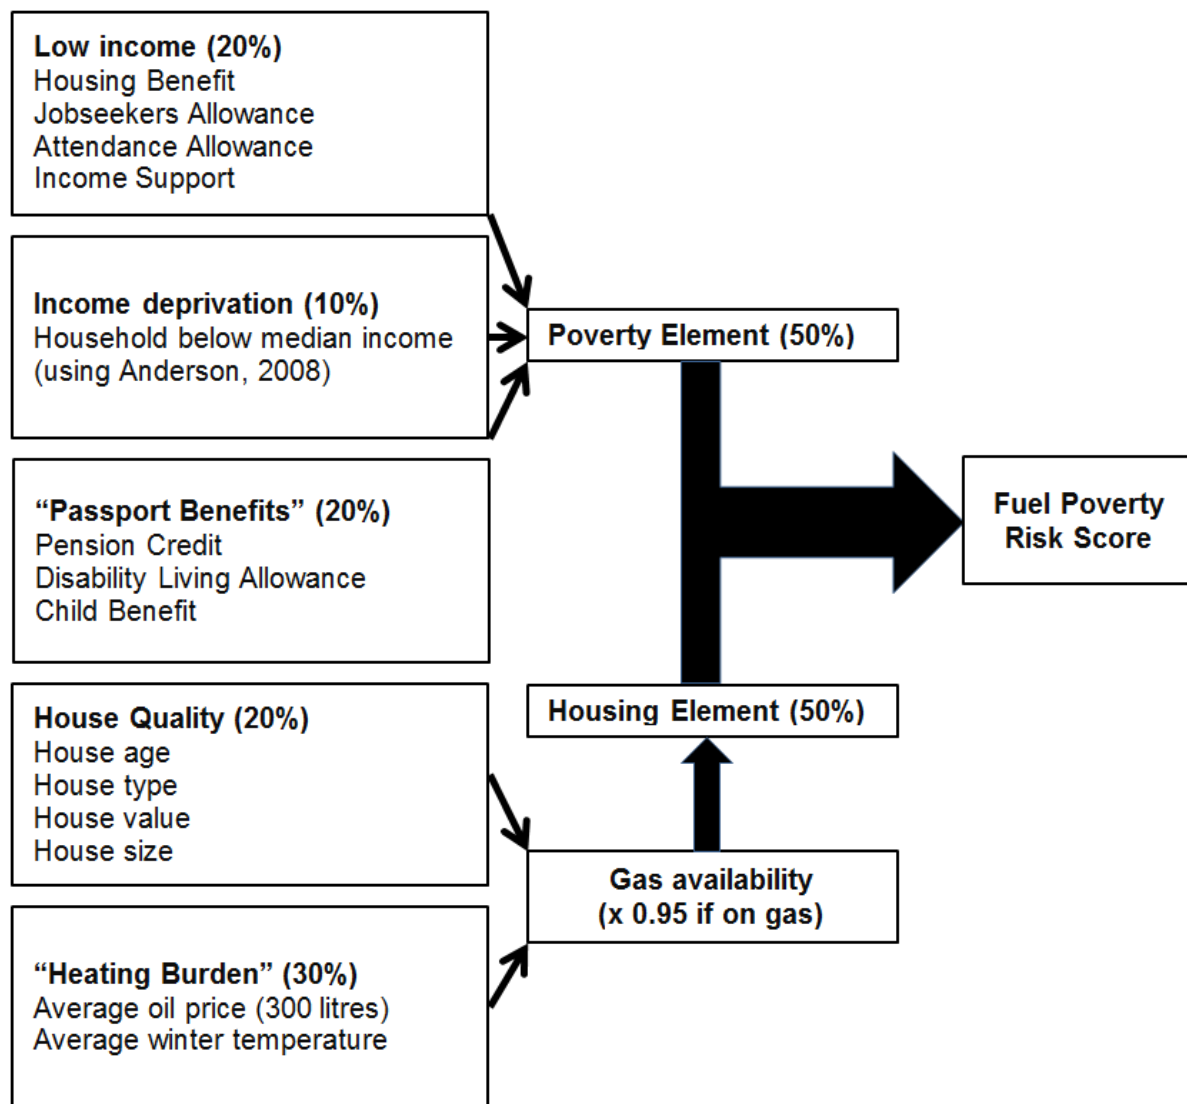 Low income (20%)
Housing Benefit
Jobseekers Allowance
Attendance Allowance
Income Support
Income deprivation (10%)
Household below median income
(using Anderson, 2008)
Poverty Element (50%)
“Passport Benefits” (20%)
Pension Credit
Disability Living Allowance
Child Benefit
Fuel Poverty
Risk Score
House Quality (20%)
House age
House type
House value
House size
Housing Element (50%)
Gas availability
(x 0.95 if on gas)
“Heating Burden” (30%)
Average oil price (300 litres)
Average winter temperature